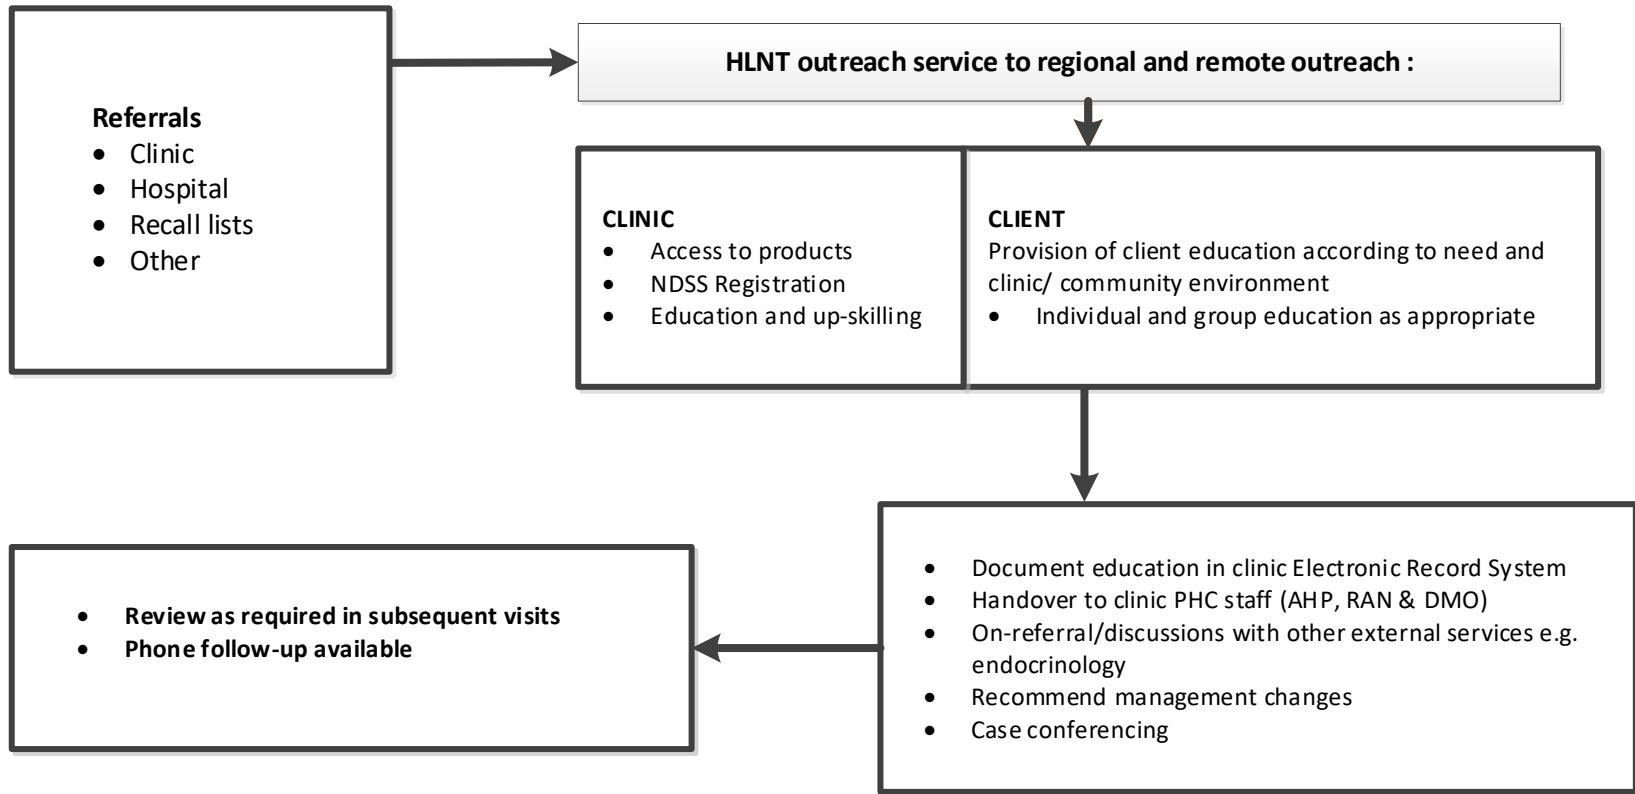 Referrals
• Clinic
• Hospital
• Recall lists
• Other
HLNT outreach service to regional and remote outreach :
CLINIC
• Access to products
• NDSS Registration
• Education and up-skilling
CLIENT
Provision of client education according to need and
clinic/ community environment
• Individual and group education as appropriate
• Document education in clinic Electronic Record System
• Handover to clinic PHC staff (AHP, RAN & DMO)
• On-referral/discussions with other external services e.g.
endocrinology
• Recommend management changes
• Case conferencing
• Review as required in subsequent visits
• Phone follow-up available